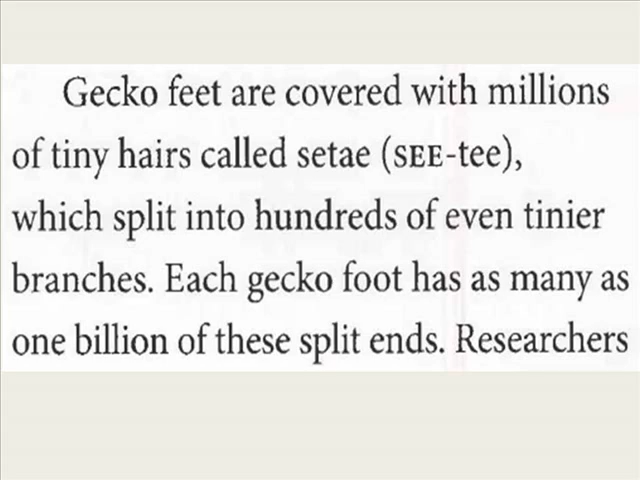 Gecko feet are covered with millions
of tiny hairs called setae (SEE-tee),
which split into hundreds of even tinier
branches. Each gecko foot has as many as
one billion of these split ends. Researchers